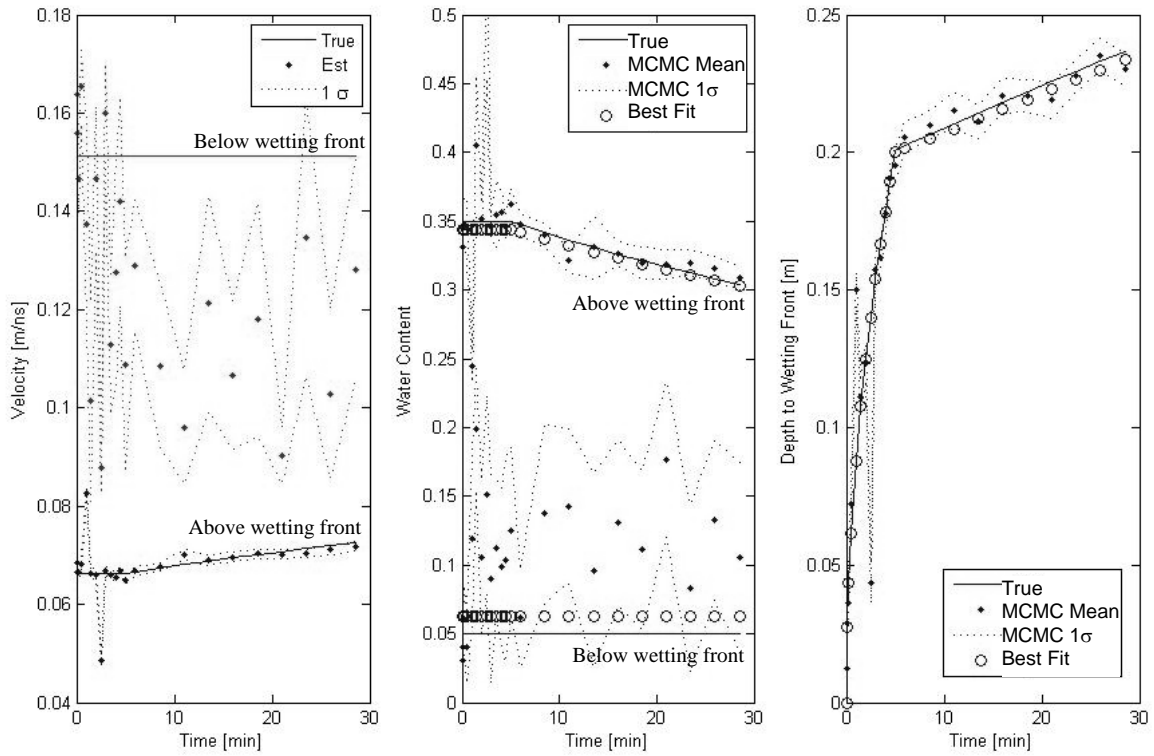 True
Est
1 σ
Below wetting front
Above wetting front
0.18
0.16
0.14
0.12
0.1
0.08
0.06
0.04
Velocity [m/ns]
0
10
20
30
Time [min]
True
MCMC Mean
MCMC 1σ
Best Fit
Above wetting front
Below wetting front
0.5
0.45
0.4
0.35
0.3
0.25
0.2
0.15
0.1
0.05
0
Water Content
0
10
20
30
Time [min]
0.25
0.2
0.15
0.1
0.05
0
Depth to Wetting Front [m]
True
MCMC Mean
MCMC 1σ
Best Fit
0
10
20
30
Time [min]